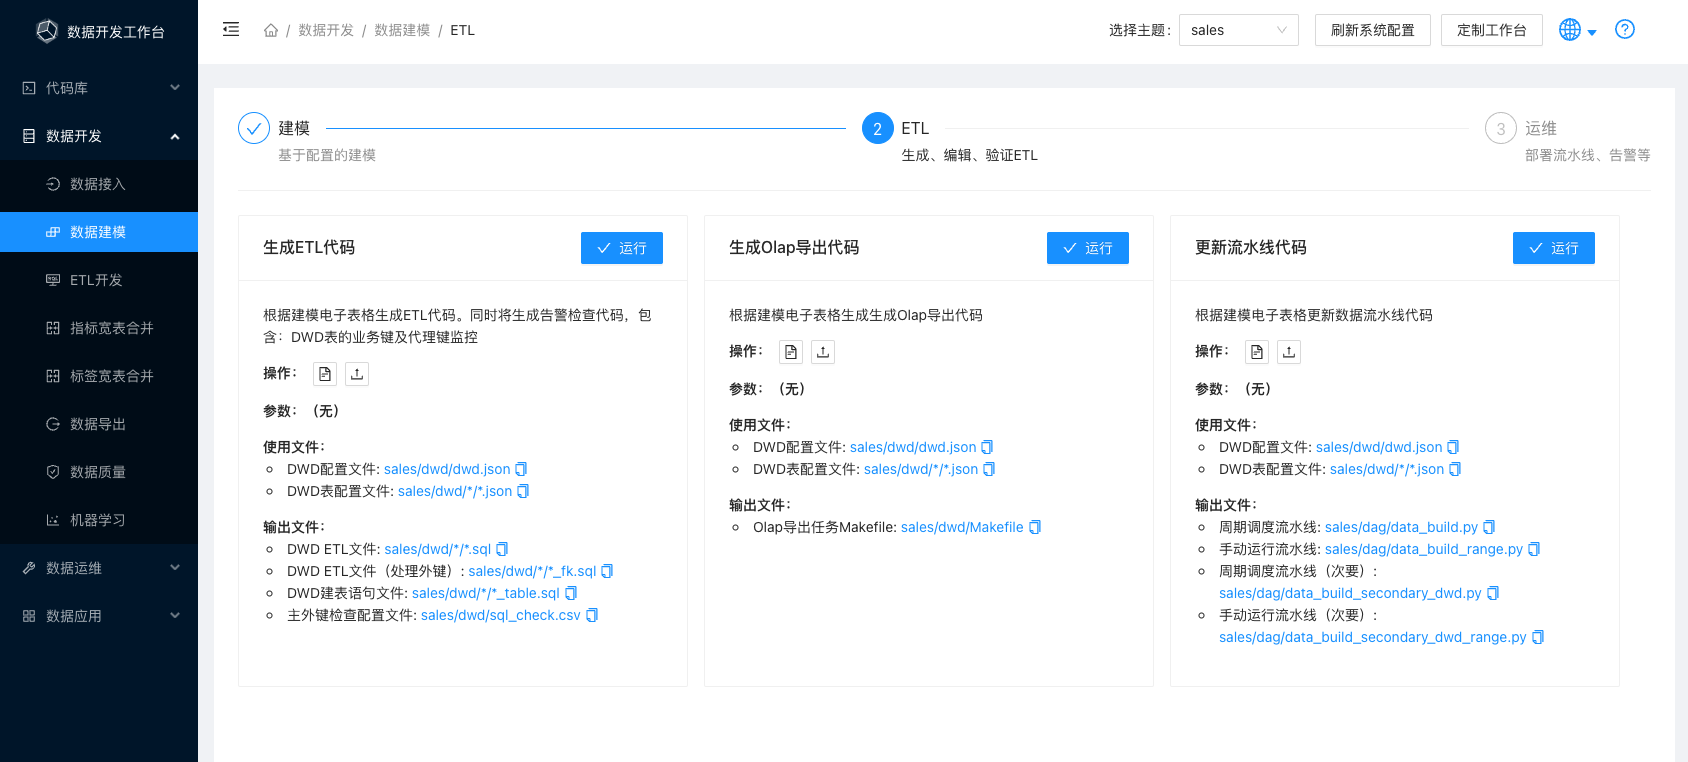 数据开发工作台
代码库
数据开发
数据接入
数据建模
ETL开发
指标宽表合并
标签宽表合并
数据导出
数据质量
机器学习
数据运维
数据应用
/ 数据开发 / 数据建模 / ETL
选择主题：
sales
刷新系统配置
定制工作台
建模
基于配置的建模
2
ETL
生成、编辑、验证ETL
3
运维
部署流水线、告警等
生成ETL代码
运行
根据建模电子表格生成ETL代码。同时将生成告警检查代码，包
含：DWD表的业务键及代理键监控
操作：
参数：（无）
使用文件：
DWD配置文件: sales/dwd/dwd.json
DWD表配置文件: sales/dwd/*/*.json
输出文件：
DWD ETL文件: sales/dwd/*/*.sql
DWD ETL文件（处理外键）: sales/dwd/*/*_fk.sql
DWD建表语句文件: sales/dwd/*/*_table.sql
主外键检查配置文件: sales/dwd/sql_check.csv
生成Olap导出代码
运行
根据建模电子表格生成生成Olap导出代码
操作：
参数：（无）
使用文件：
DWD配置文件: sales/dwd/dwd.json
DWD表配置文件: sales/dwd/*/*.json
输出文件：
Olap导出任务Makefile: sales/dwd/Makefile
更新流水线代码
运行
根据建模电子表格更新数据流水线代码
操作：
参数：（无）
使用文件：
DWD配置文件: sales/dwd/dwd.json
DWD表配置文件: sales/dwd/*/*.json
输出文件：
周期调度流水线: sales/dag/data_build.py
手动运行流水线: sales/dag/data_build_range.py
周期调度流水线（次要）:
sales/dag/data_build_secondary_dwd.py
手动运行流水线（次要）:
sales/dag/data_build_secondary_dwd_range.py